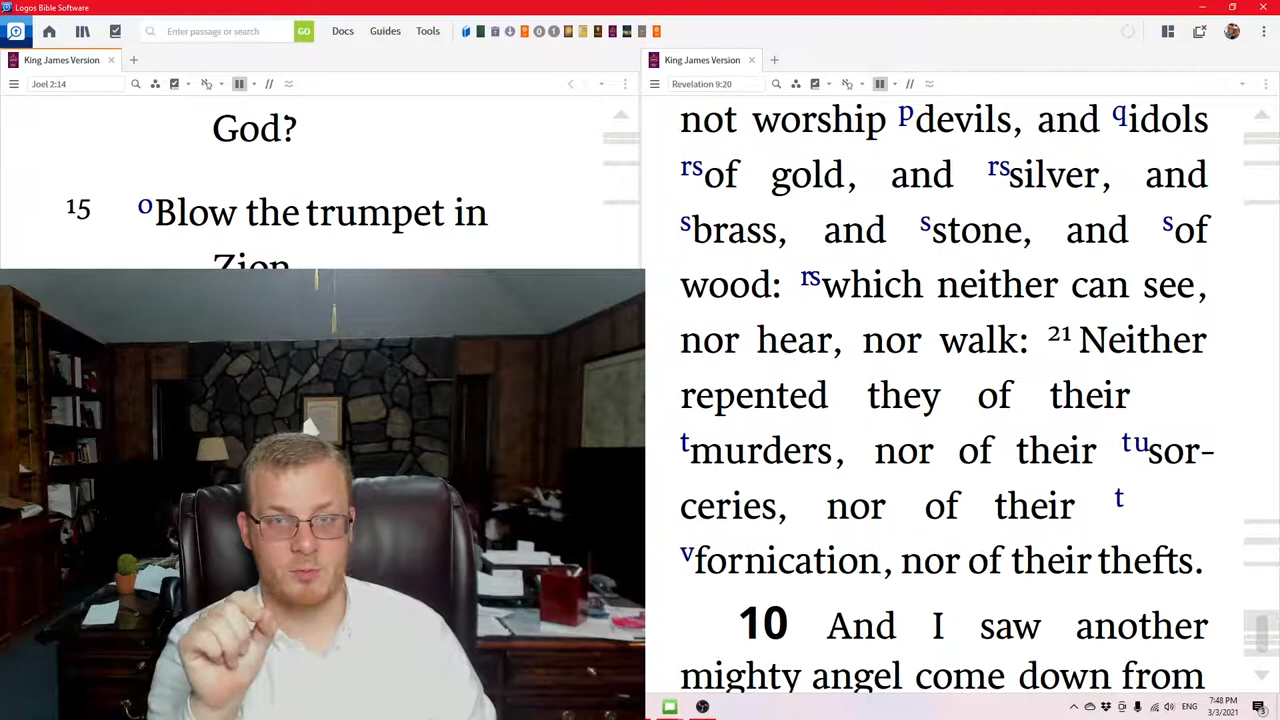 Logos Bible Software
Enter passage or search
GO
Docs
Guides
Tools
King James Version
Joel 2:14
God?
15 oBlow the trumpet in
Zion
King James Version
Revelation 9:20
not worship pdevils, and qidols
rsof gold, and rssilver, and
sbrass, and sstone, and sof
wood: rswhich neither can see,
nor hear, nor walk: 21 Neither
repented they of their
tmurders, nor of their tusor-
ceries, nor of their t
vfornication, nor of their thefts.
10 And I saw another
mighty angel come down from
ENG
7:48 PM
3/3/2021